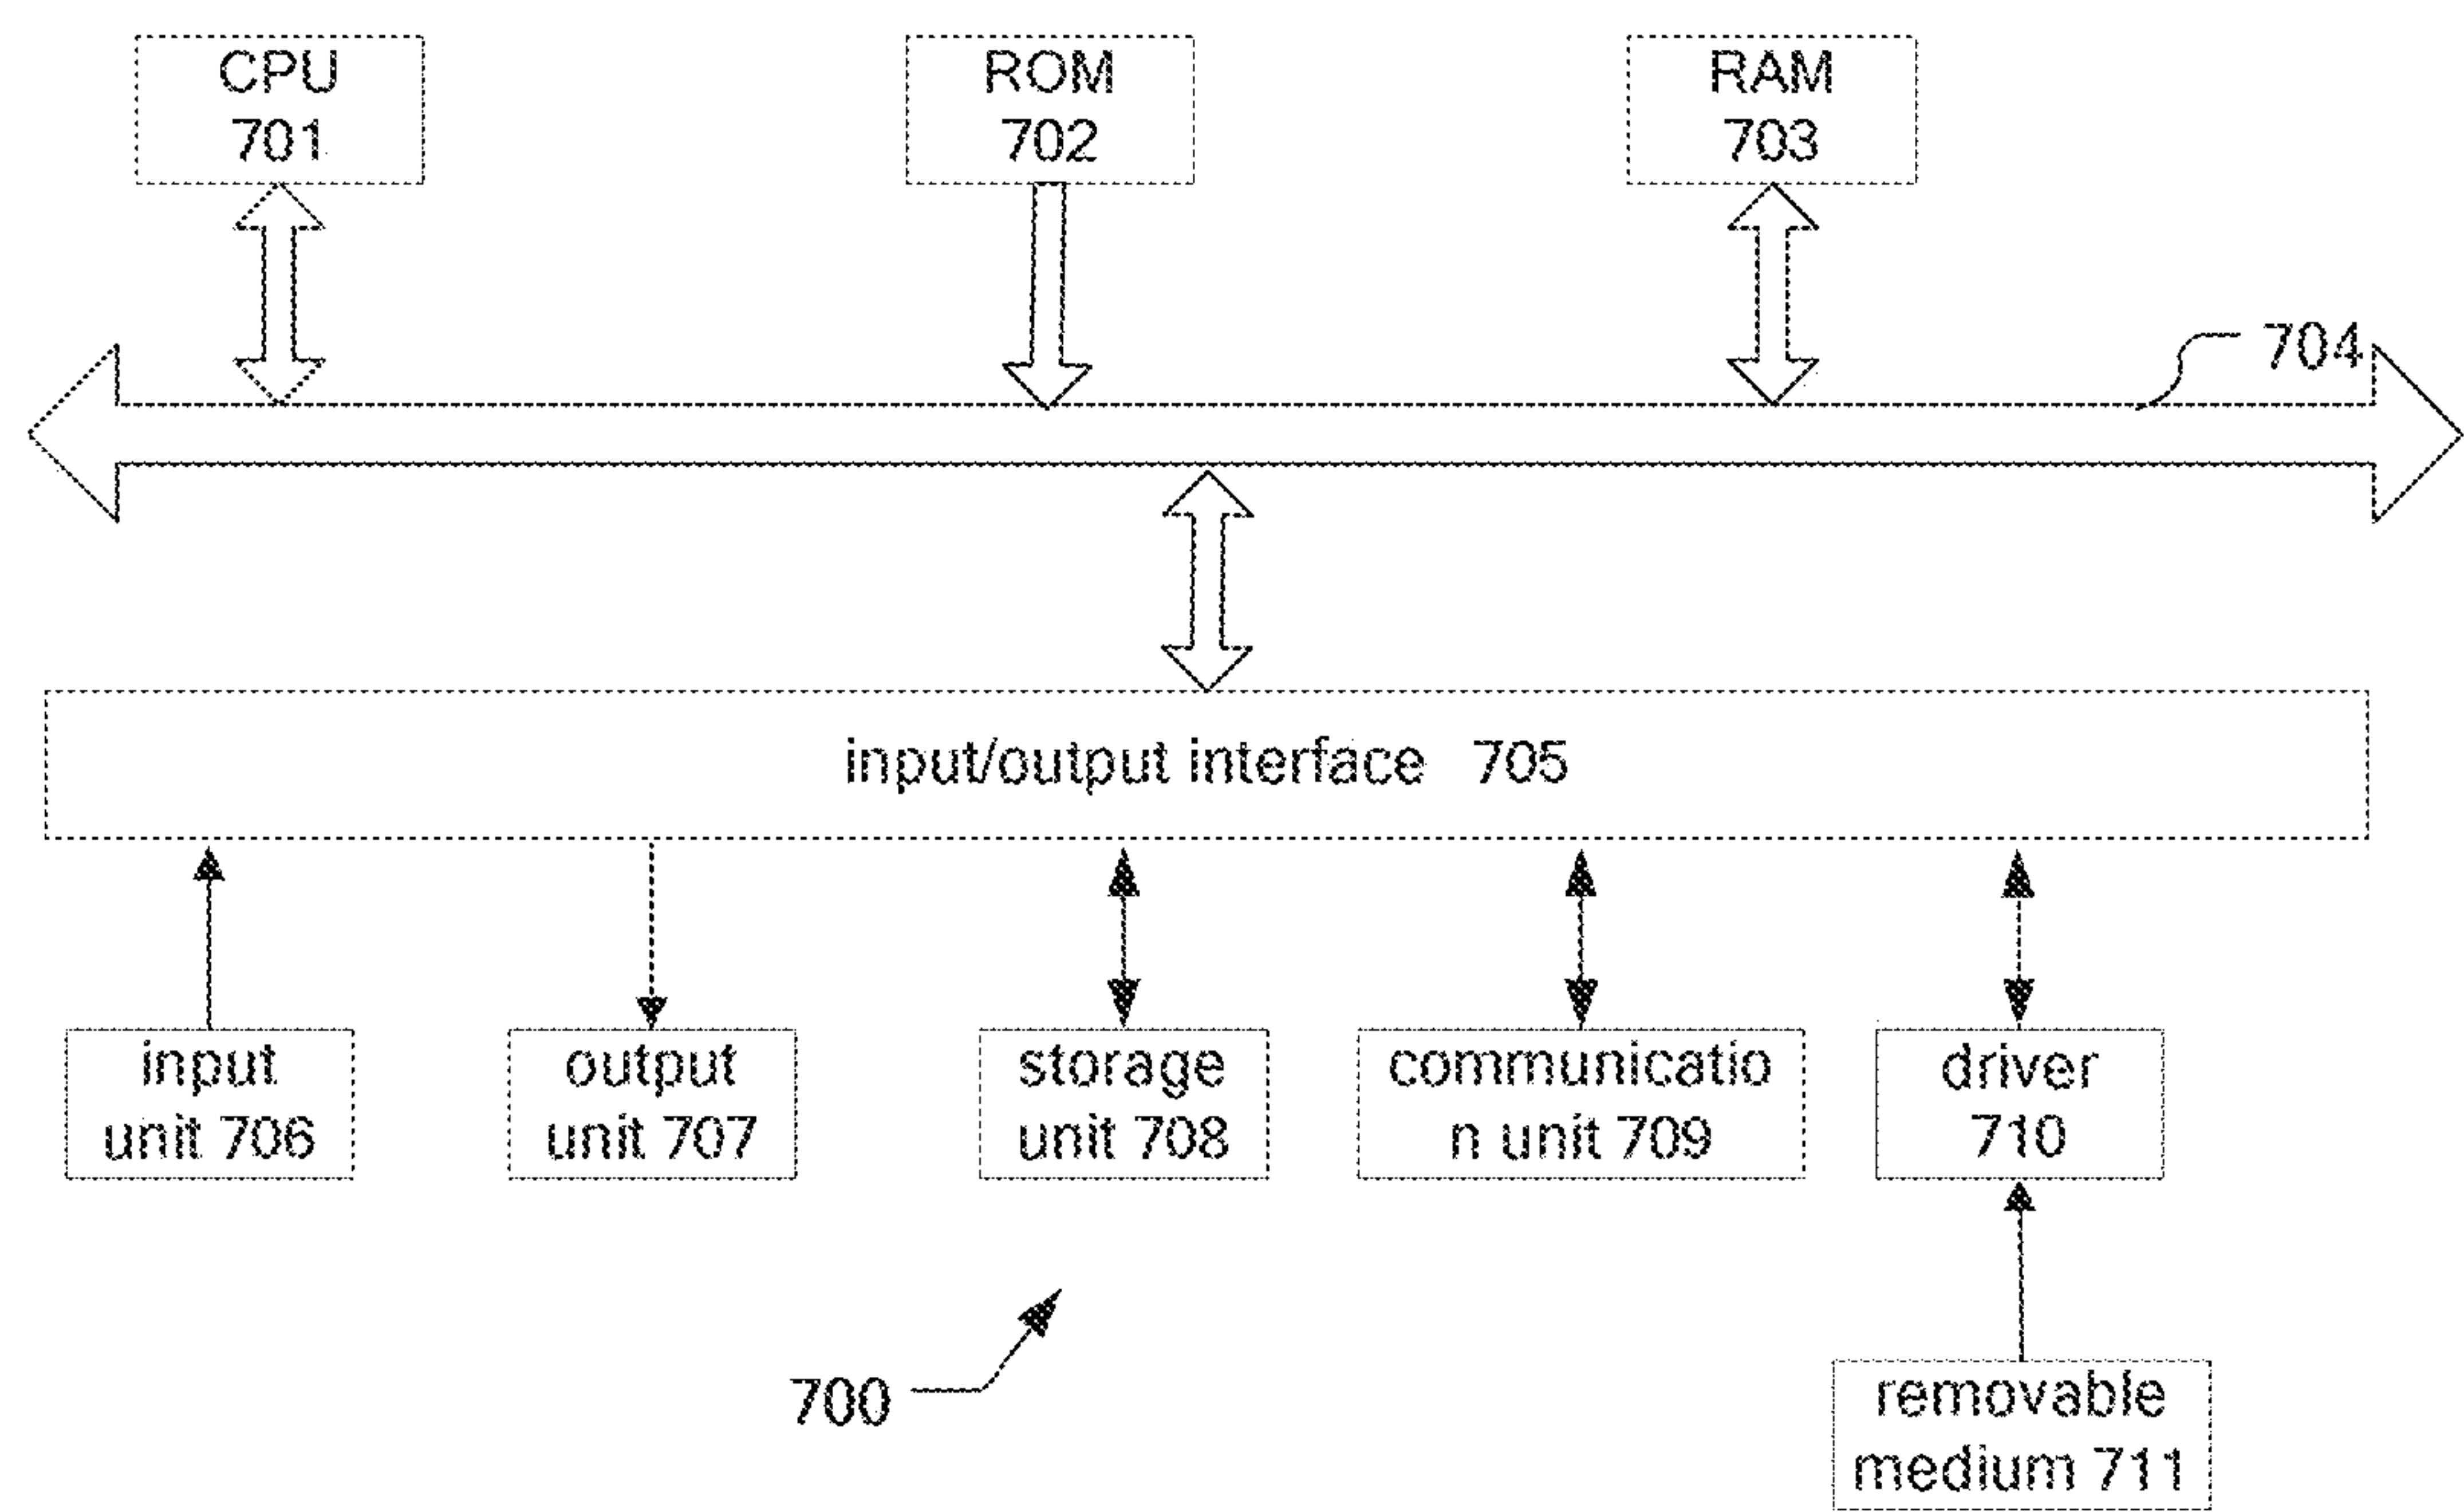 CPU
701
ROM
702
RAM
703
704
input/output interface 705
input
unit 706
output
unit 707
storage
unit 708
communicatio
n unit 709
driver
710
700
removable
medium 711